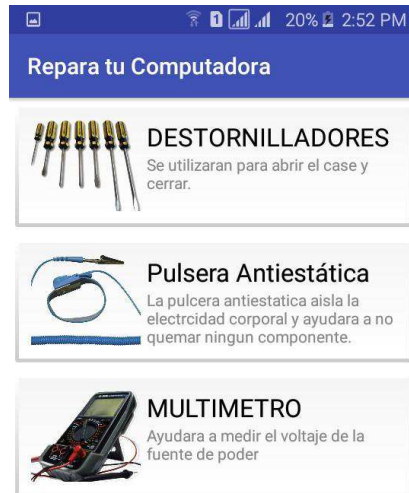 1 20% 2:52 PM
Repara tu Computadora
DESTORNILLADORES
Se utilizaran para abrir el case y
cerrar.
Pulsera Antiestática
La pulcera antiestatica aisla la
electrcidad corporal y ayudara a no
quemar ningun componente.
MULTIMETRO
Ayudara a medir el voltaje de la
fuente de poder